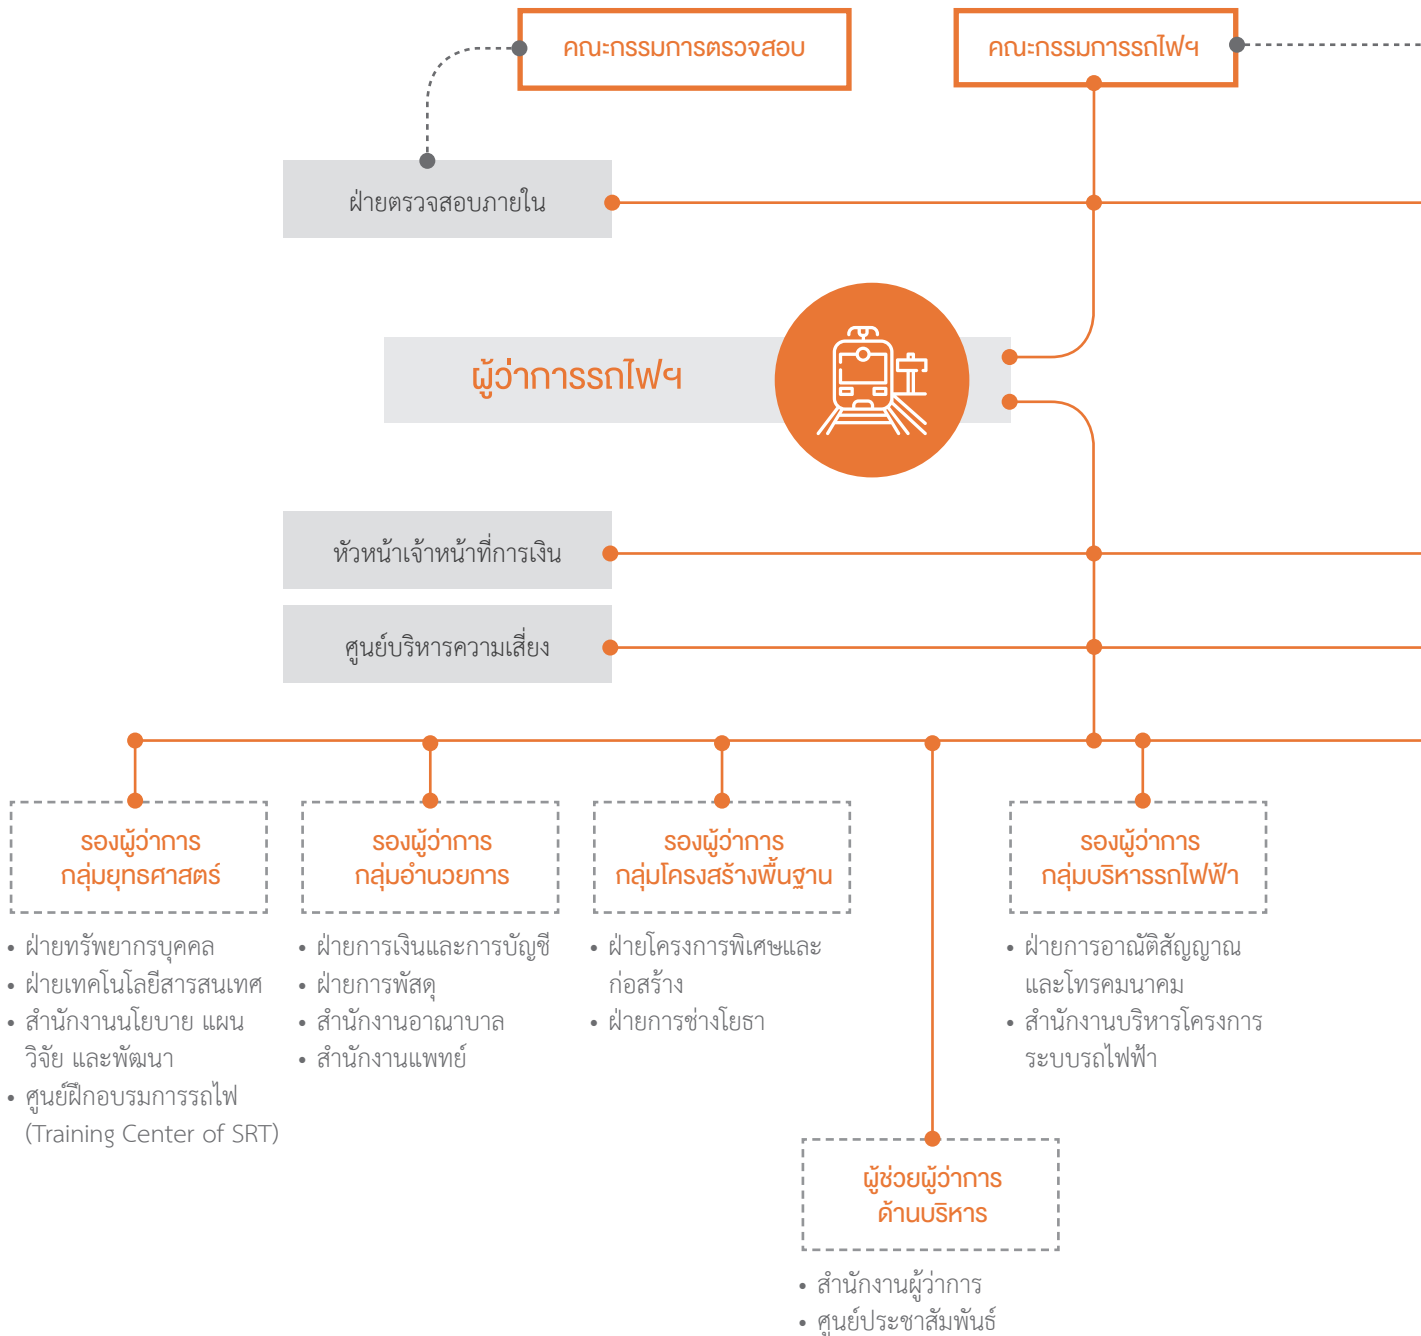 คณะกรรมการตรวจสอบ
คณะกรรมการรถไฟฯ
ฝ่ายตรวจสอบภายใน
ผู้ว่าการรถไฟฯ
หัวหน้าเจ้าหน้าที่การเงิน
ศูนย์บริหารความเสี่ยง
รองผู้ว่าการ
กลุ่มยุทธศาสตร์
• ฝ่ายทรัพยากรบุคคล
• ฝ่ายเทคโนโลยีสารสนเทศ
• สำนักงานนโยบาย แผน
วิจัย และพัฒนา
• ศูนย์ฝึกอบรมการรถไฟ
(Training Center of SRT)
รองผู้ว่าการ
กลุ่มอำนวยการ
• ฝ่ายการเงินและการบัญชี
• ฝ่ายการพัสดุ
• สำนักงานอาณาบาล
• สำนักงานแพทย์
รองผู้ว่าการ
กลุ่มโครงสร้างพื้นฐาน
• ฝ่ายโครงการพิเศษและ
ก่อสร้าง
• ฝ่ายการช่างโยธา
รองผู้ว่าการ
กลุ่มบริหารรถไฟฟ้า
• ฝ่ายการอาณัติสัญญาณ
และโทรคมนาคม
• สำนักงานบริหารโครงการ
ระบบรถไฟฟ้า
ผู้ช่วยผู้ว่าการ
ด้านบริหาร
• สำนักงานผู้ว่าการ
• ศูนย์ประชาสัมพันธ์